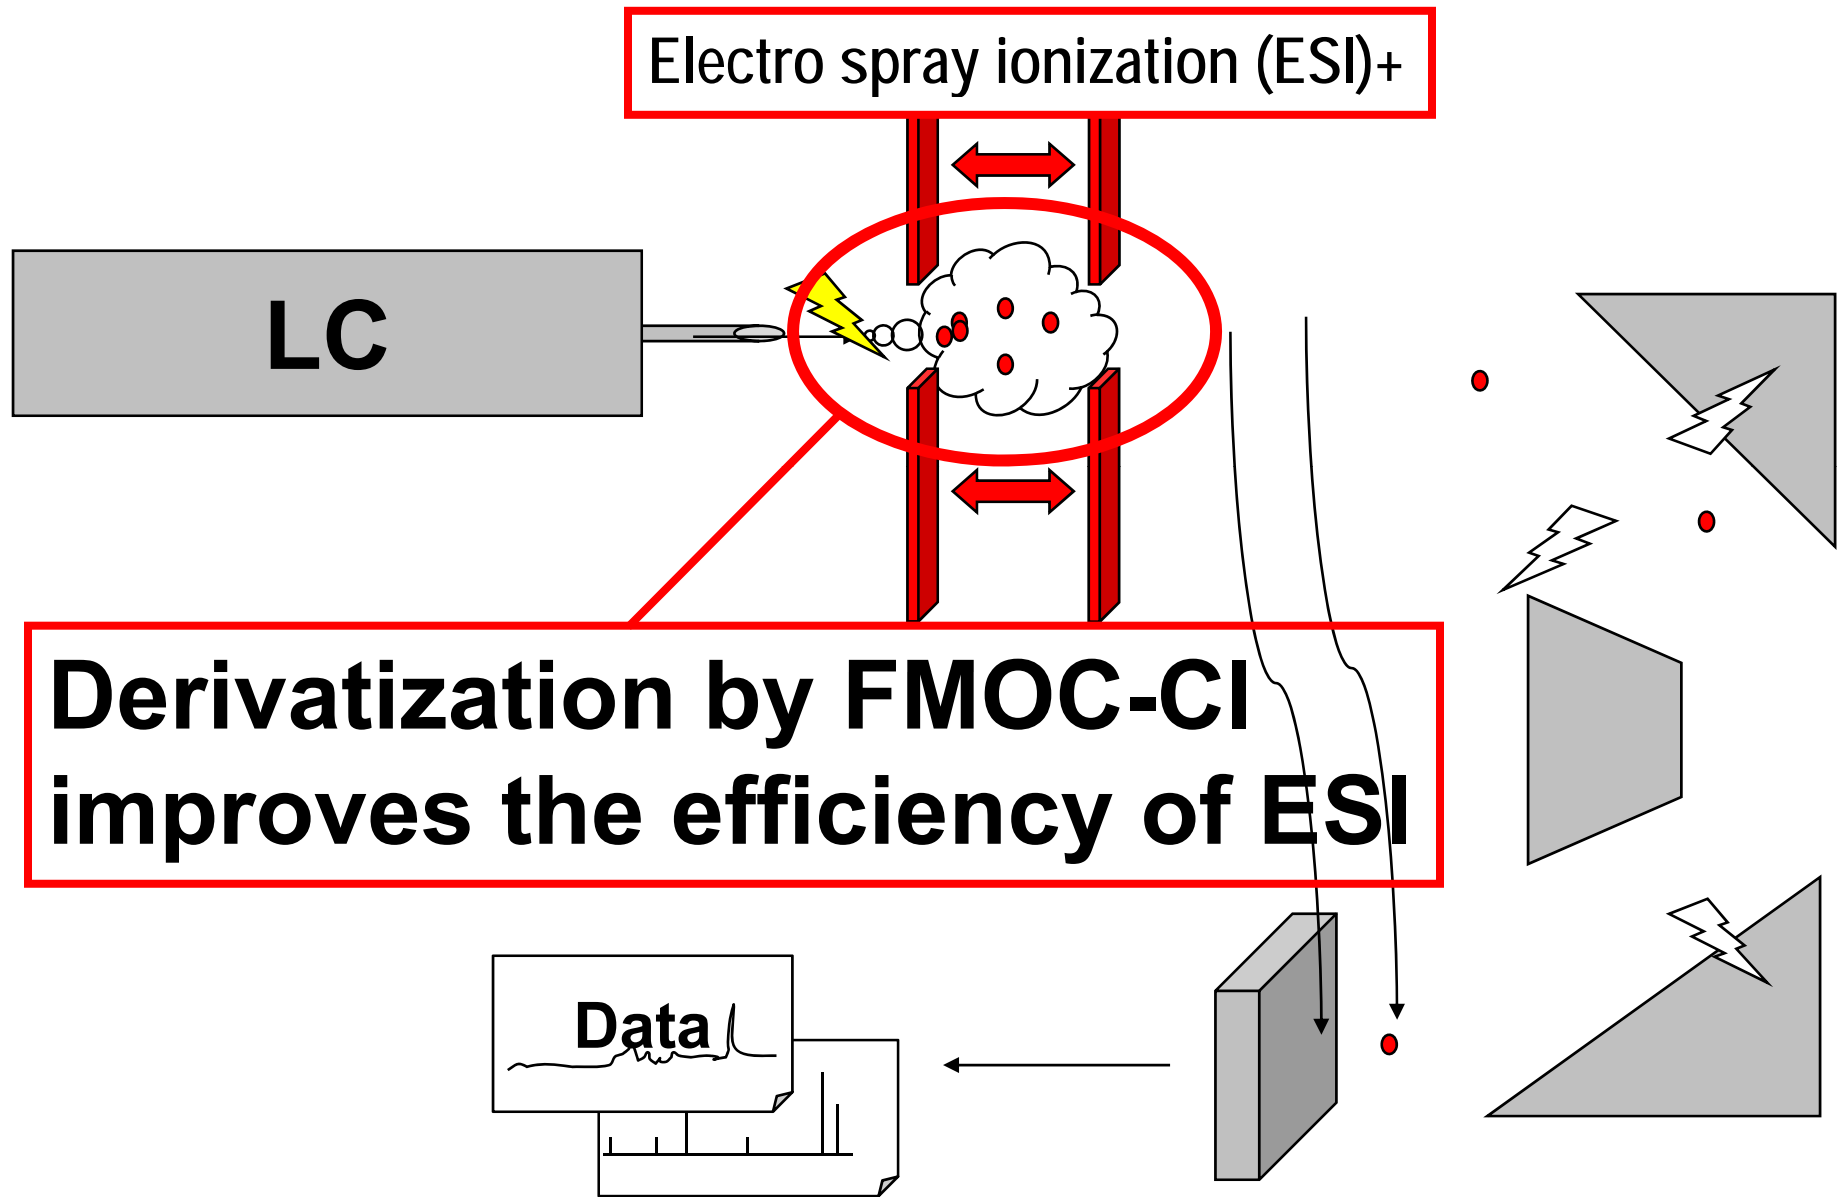 Electro spray ionization (ESI)+
LC
Derivatization by FMOC-Cl
improves the efficiency of ESI
Data